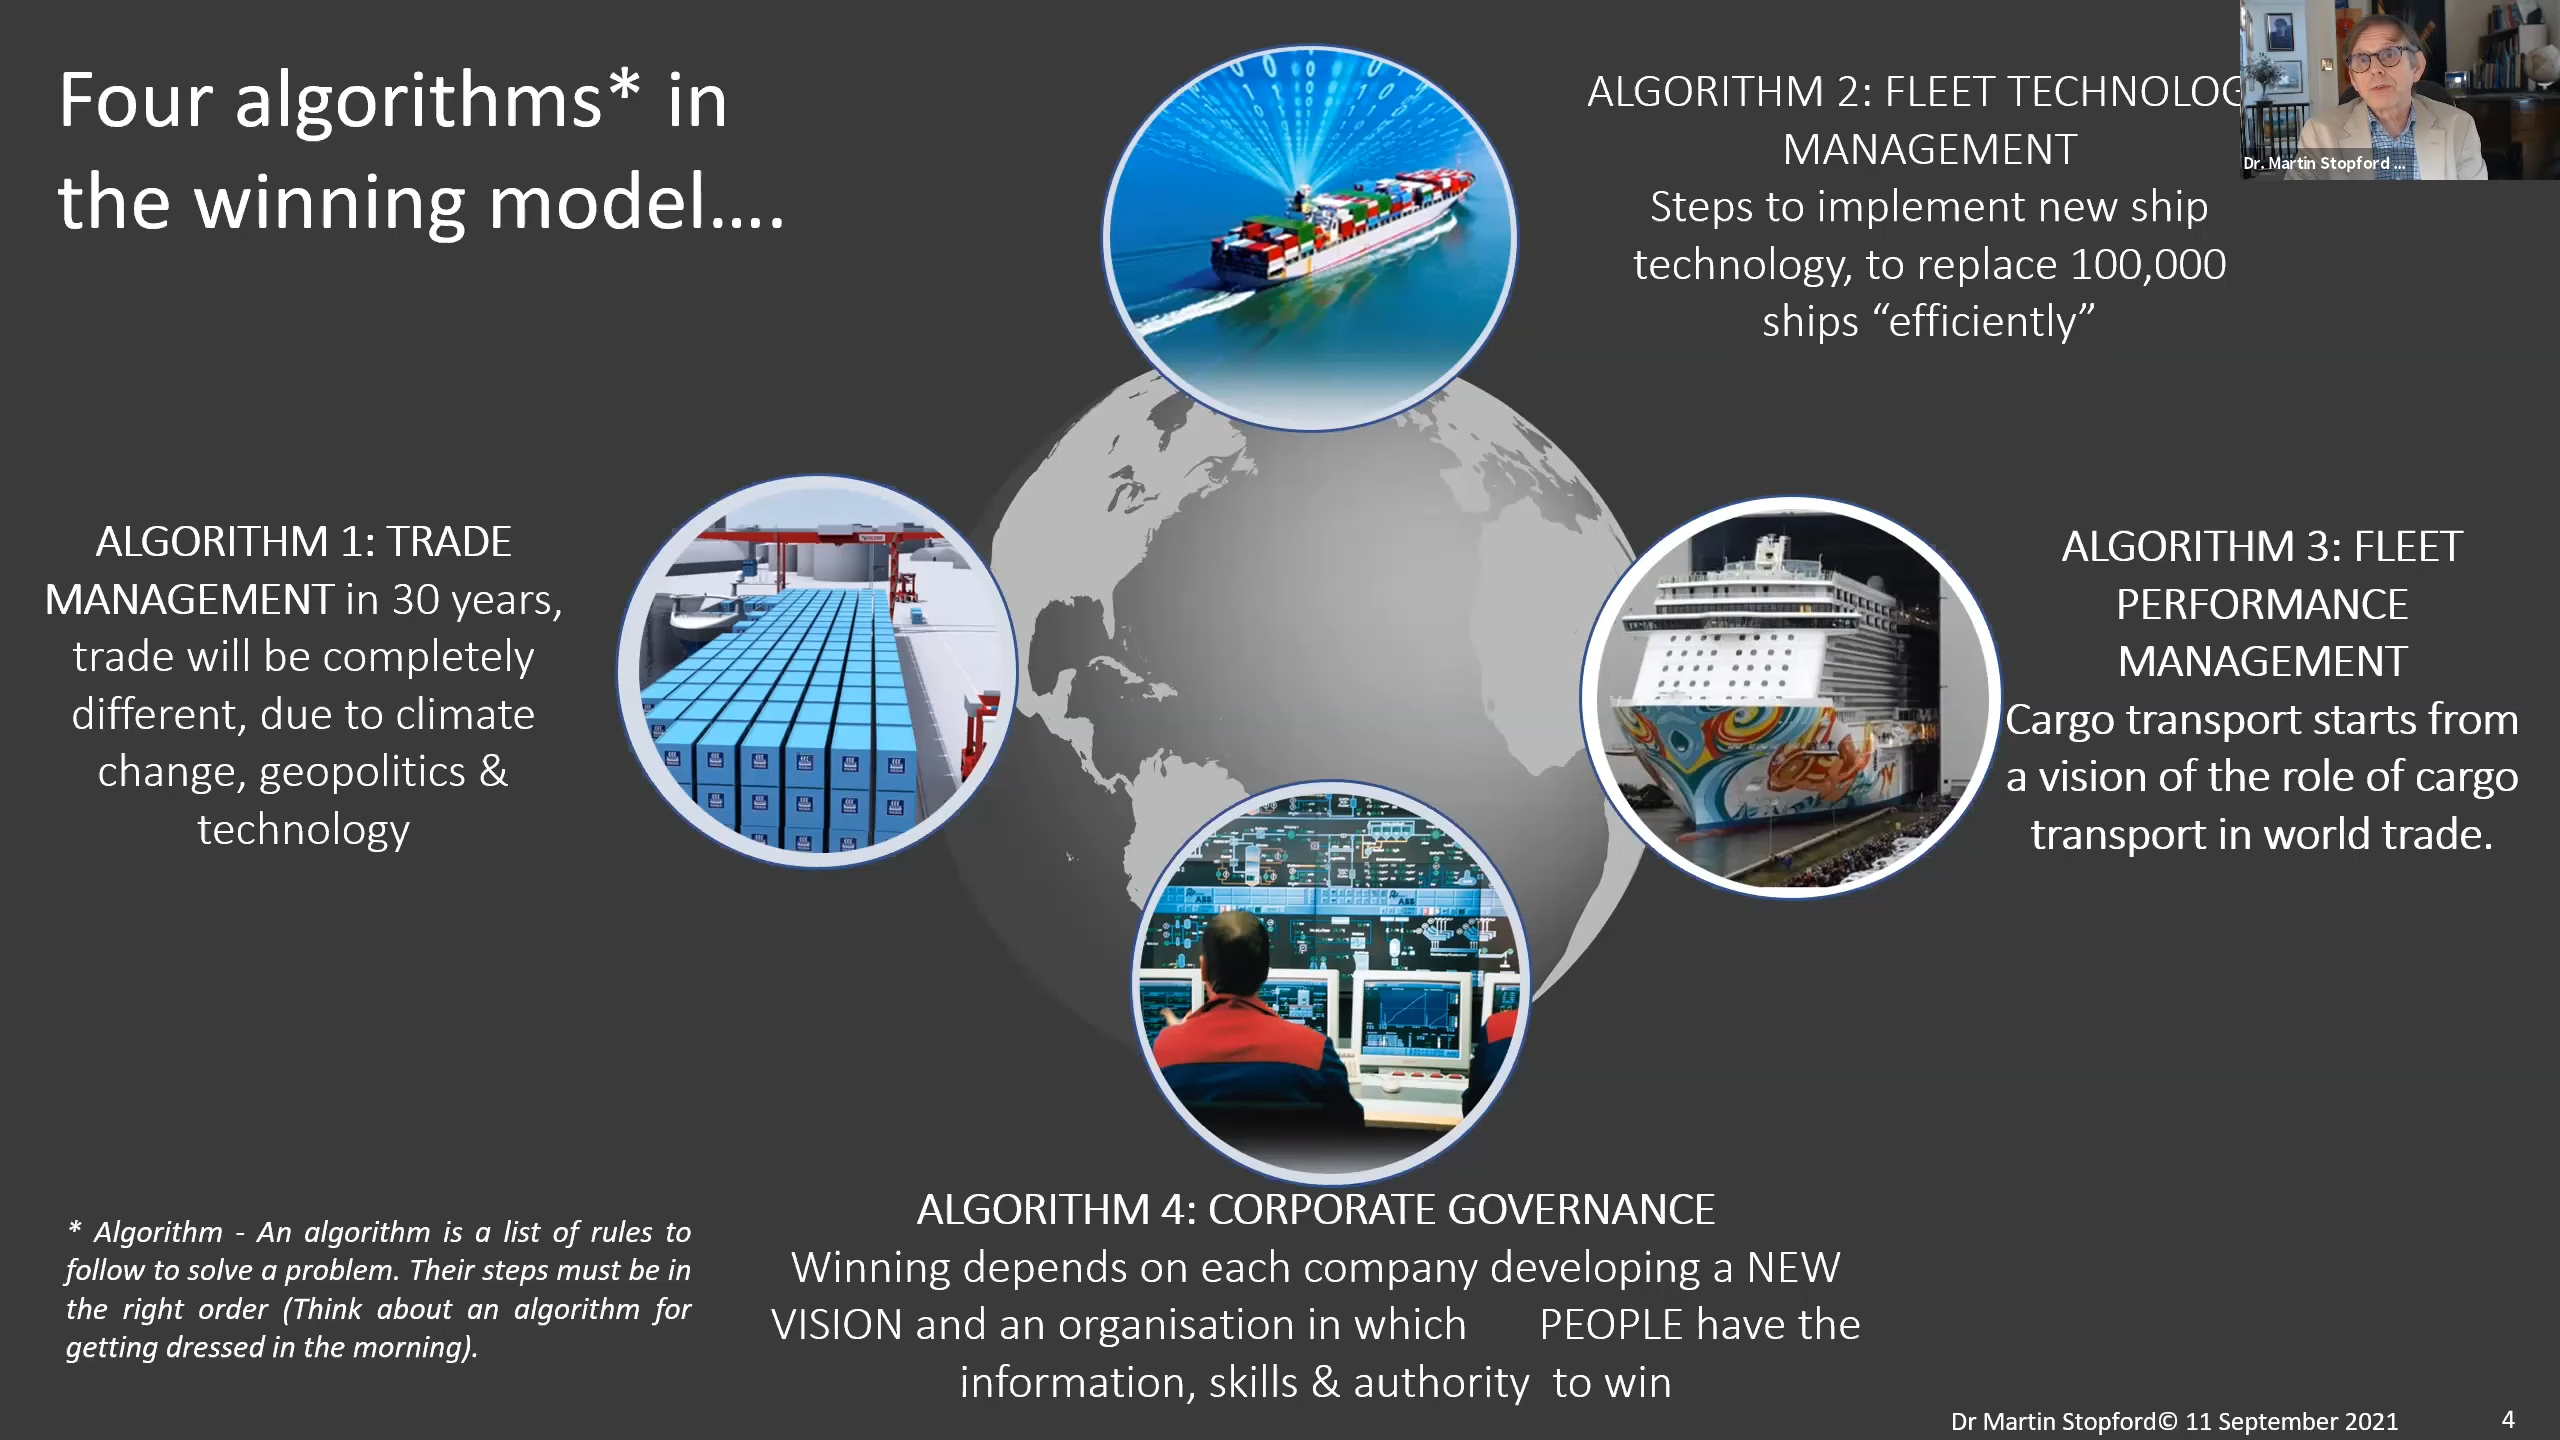 Four algorithms* in
the winning model....
ALGORITHM 2: FLEET TECHNOLOG
MANAGEMENT
Steps to implement new ship
technology, to replace 100,000
ships “efficiently”
Dr. Martin Stopford ...
ALGORITHM 1: TRADE
MANAGEMENT in 30 years,
trade will be completely
different, due to climate
change, geopolitics &
technology
ALGORITHM 3: FLEET
PERFORMANCE
MANAGEMENT
Cargo transport starts from
a vision of the role of cargo
transport in world trade.
ALGORITHM 4: CORPORATE GOVERNANCE
Winning depends on each company developing a NEW
VISION and an organisation in which PEOPLE have the
information, skills & authority to win
* Algorithm - An algorithm is a list of rules to
follow to solve a problem. Their steps must be in
the right order (Think about an algorithm for
getting dressed in the morning).
Dr Martin Stopford© 11 September 2021
4